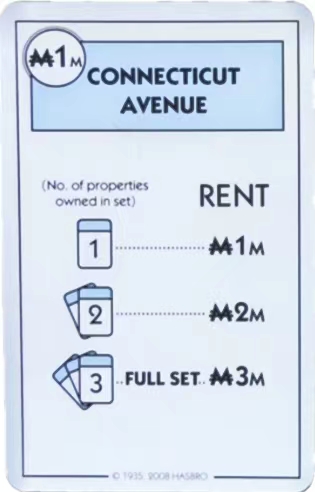 ₩1M
CONNECTICUT
AVENUE
(No. of properties
owned in set)
RENT
1 ₩1M
2 ₩2M
3 FULL SET ₩3M
© 1935, 2008 HASBRO